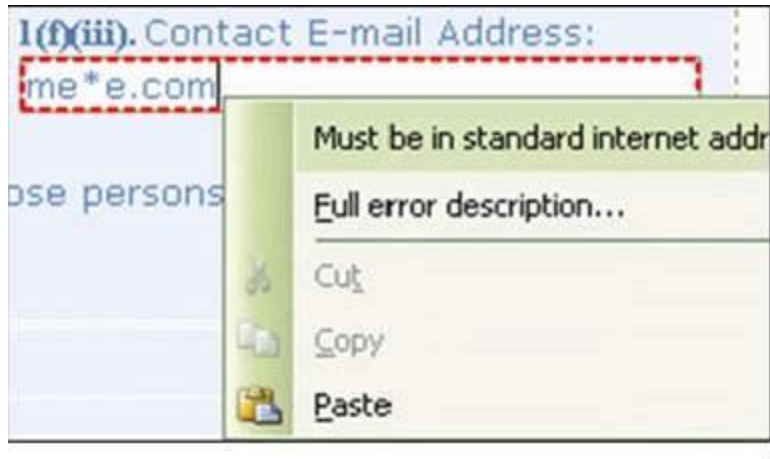 1(f)(iii). Contact E-mail Address:
me*e.com
Must be in standard internet addr
ose persons
Full error description...
Cut
Copy
Paste